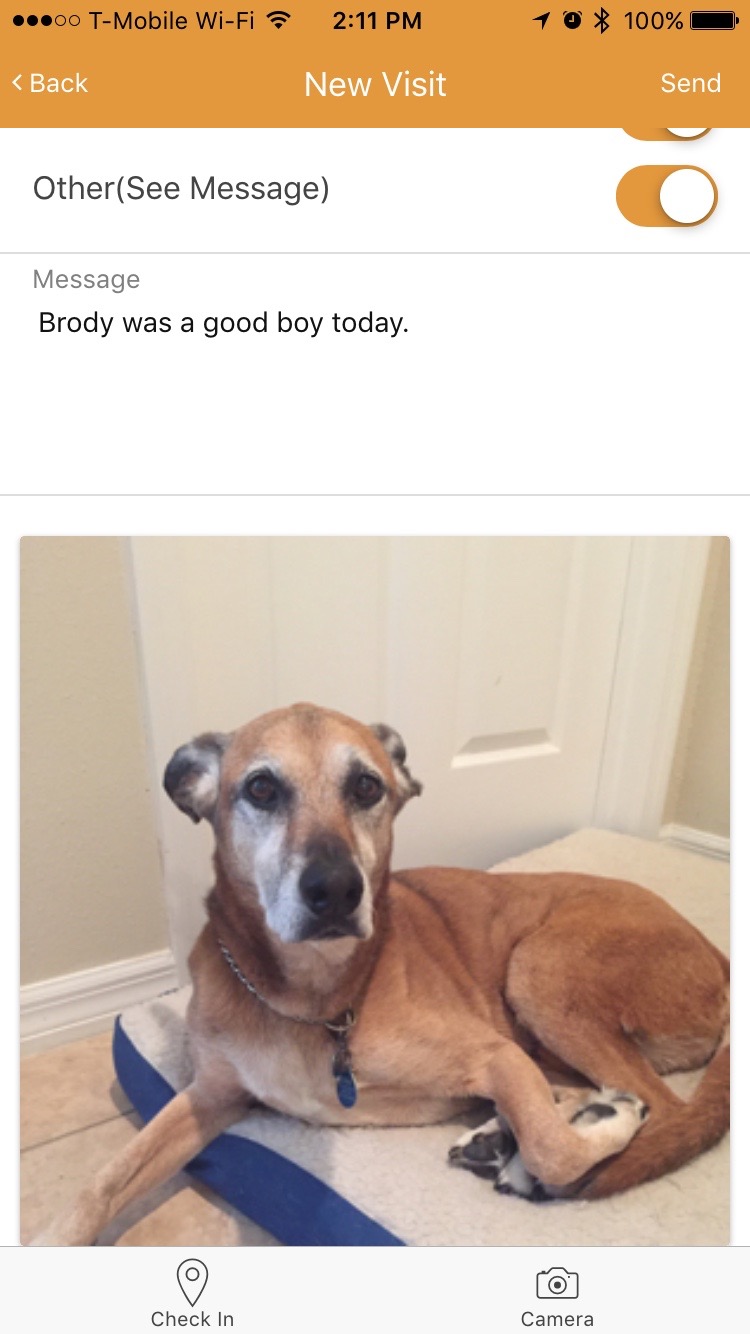 T-Mobile Wi-Fi 2:11 PM 100%
Back New Visit Send
Other(See Message)
Message
Brody was a good boy today.
Check In Camera